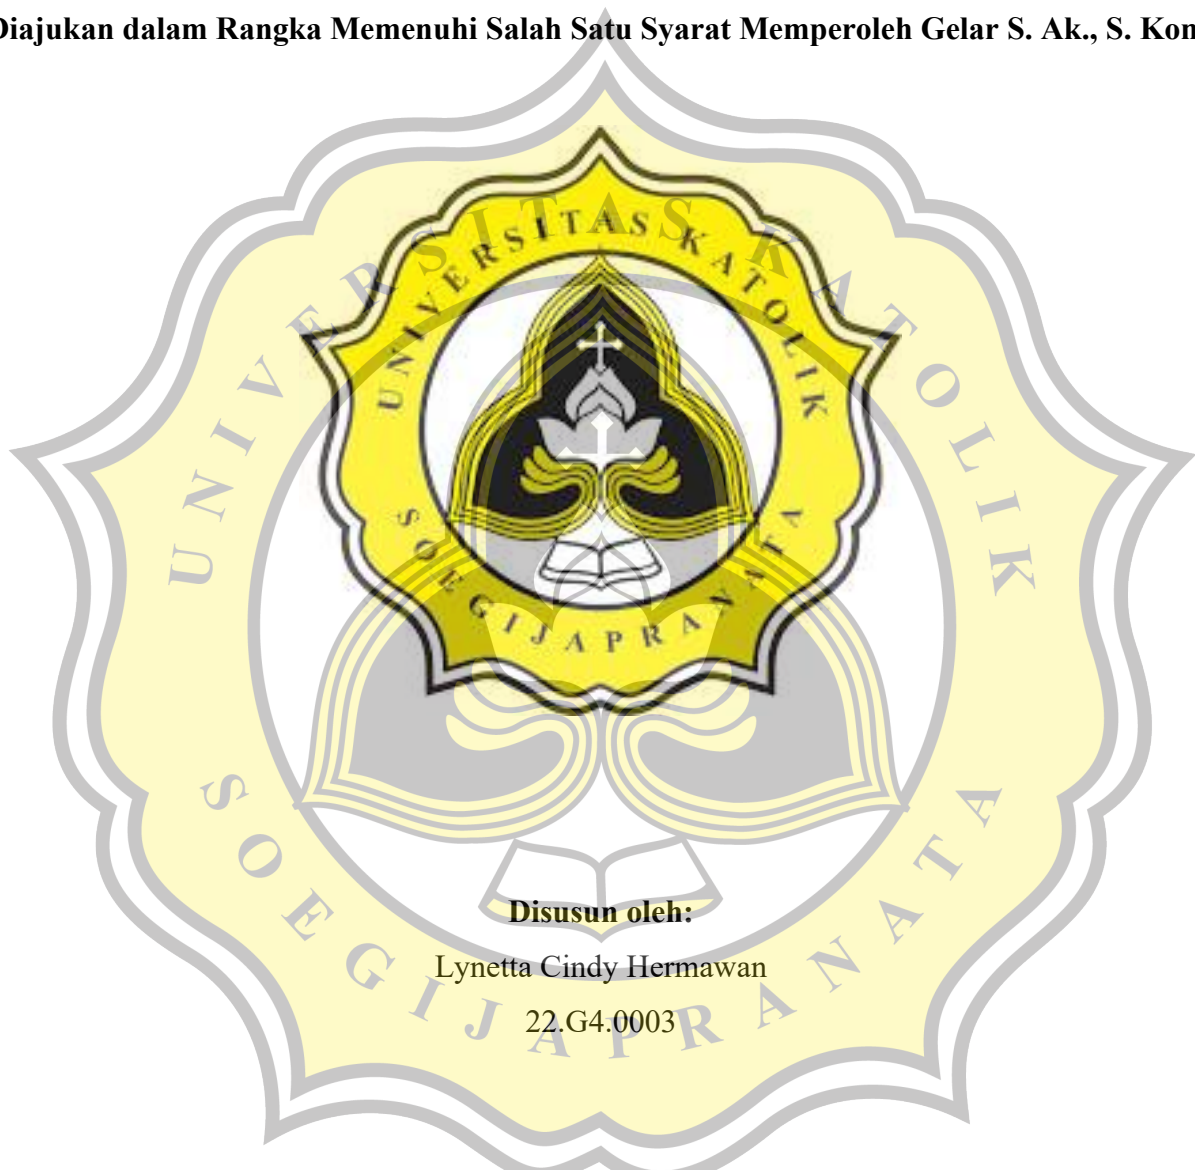 Diajukan dalam Rangka Memenuhi Salah Satu Syarat Memperoleh Gelar S. Ak., S. Kom
UNIVERSITAS KATOLIK
SOEGIJAPRANATA
UNIVERSITAS KATOLIK
SOEGIJAPRANATA
Disusun oleh:
Lynetta Cindy Hermawan
22.G4.0003